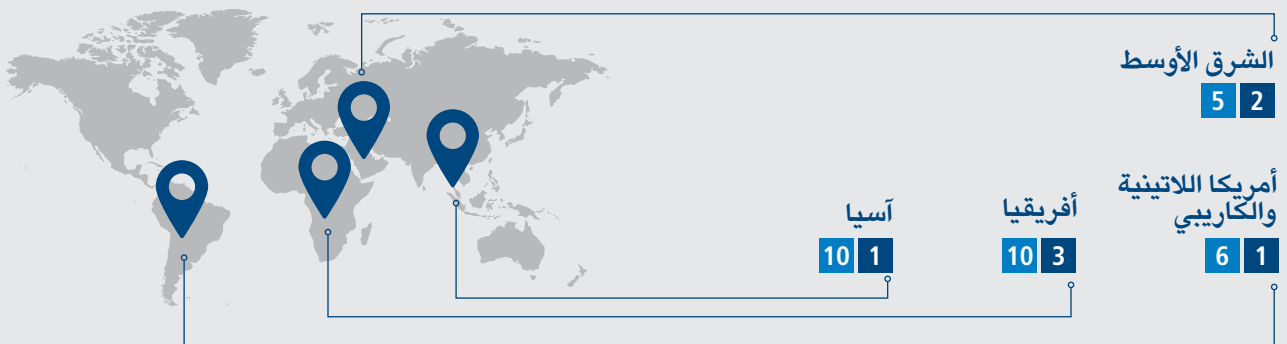 الشرق الأوسط
2 5
أمريكا اللاتينية
والكاريبي
1 6
أفريقيا
3 10
آسيا
1 10